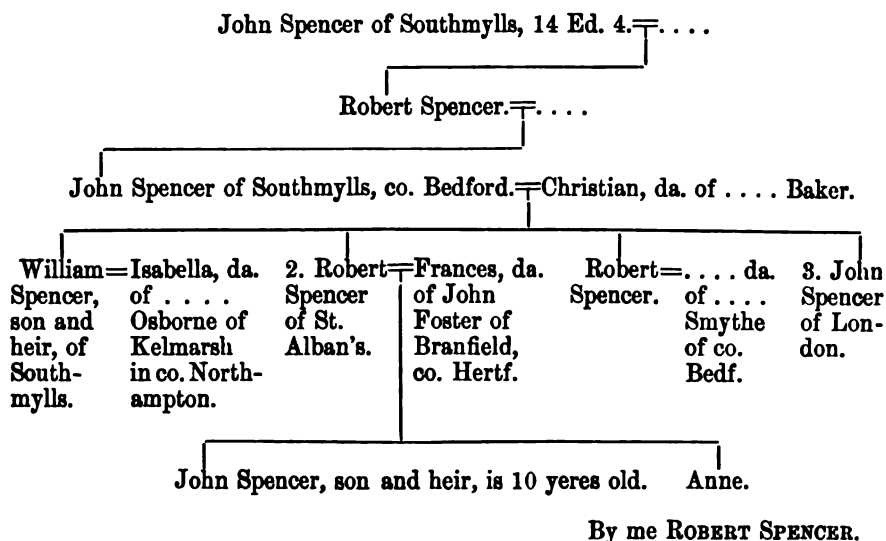 John Spencer of Southmylls, 14 Ed. 4.=. . . .
Robert Spencer.=. . . .
John Spencer of Southmylls, co. Bedford.=Christian, da. of . . . . Baker.
William=Isabella, da.
Spencer, of . . . .
son and Osborne of
heir, of Kelmarsh
South- in co. North-
mylls. ampton.
2. Robert=Frances, da.
Spencer of John
of St. Foster of
Alban's. Branfield,
co. Hertf.
Robert=. . . . da.
Spencer. of . . . .
Smythe
of co.
Bedf.
3. John
Spencer
of Lon-
don.
John Spencer, son and heir, is 10 yeres old. Anne.
By me ROBERT SPENCER.